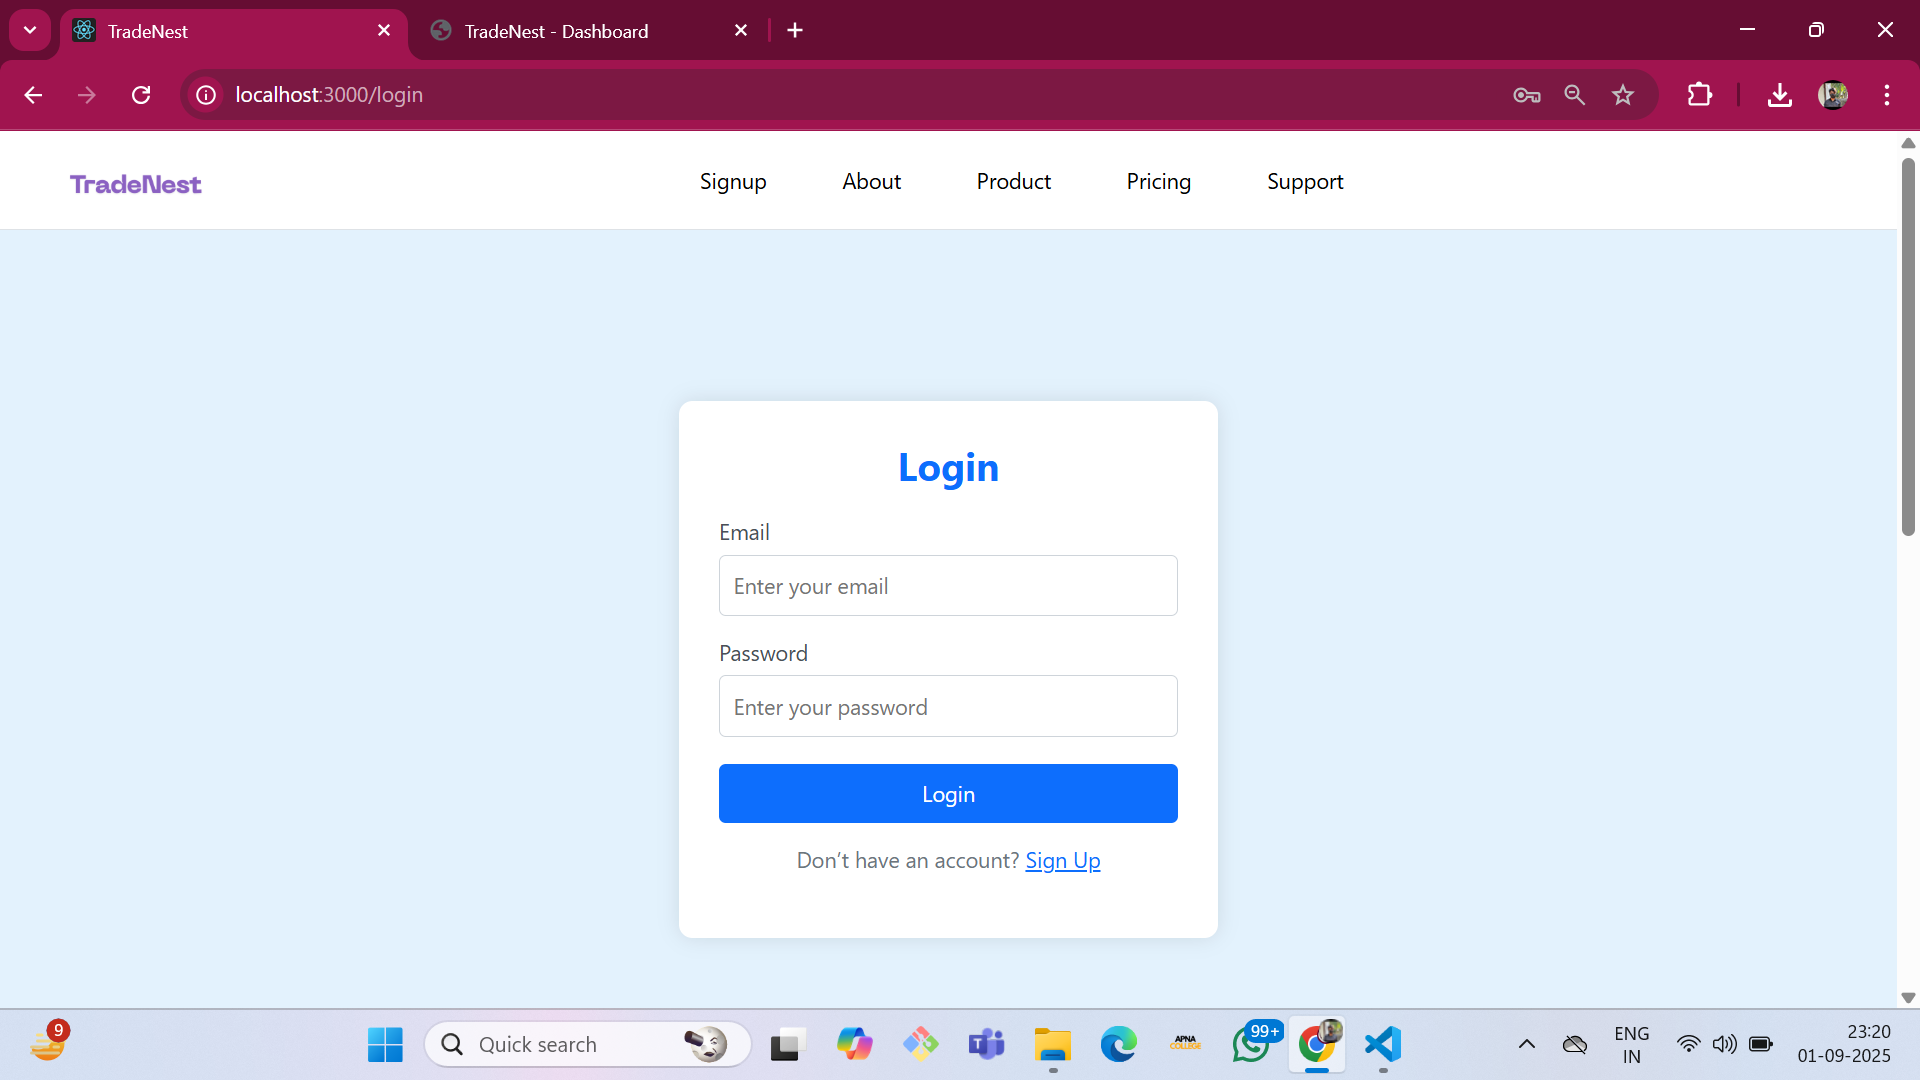 TradeNest
TradeNest - Dashboard
localhost:3000/login
TradeNest
Signup
About
Product
Pricing
Support
Login
Email
Enter your email
Password
Enter your password
Login
Don’t have an account? Sign Up
9
Quick search
T
APNA
COLLEGE
99+
ENG
IN
23:20
01-09-2025